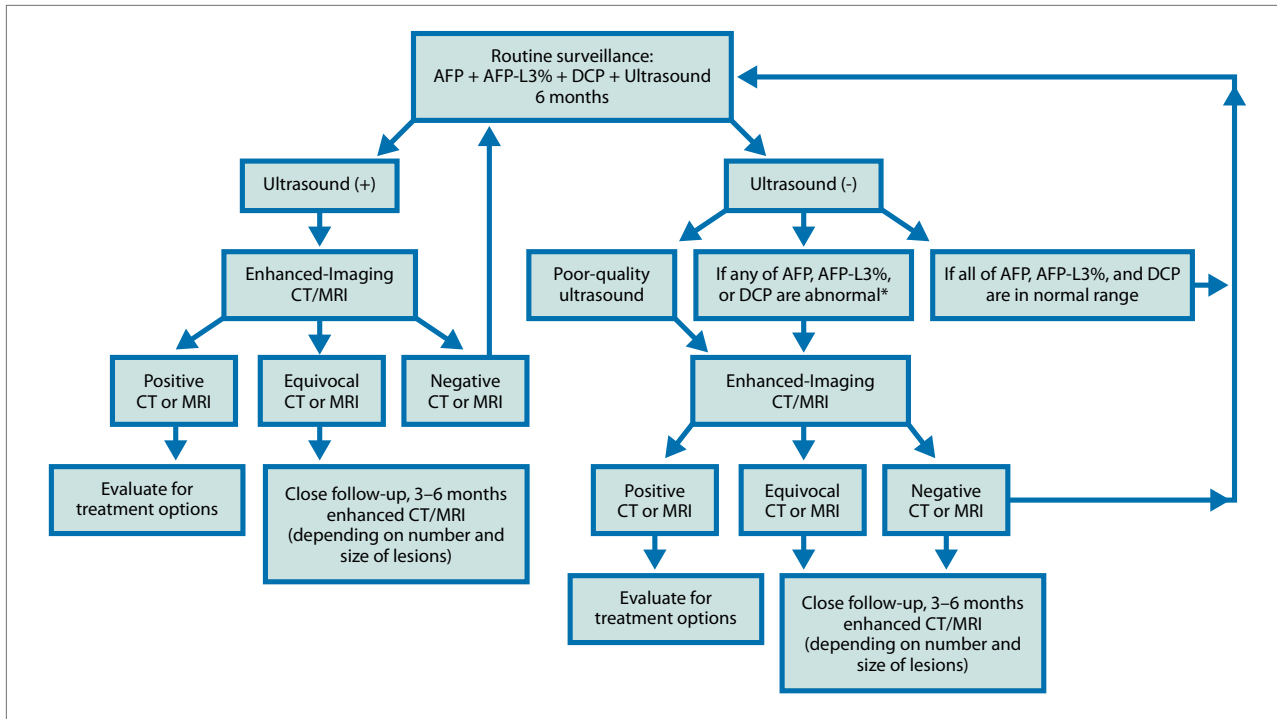 Routine surveillance:
AFP + AFP-L3% + DCP + Ultrasound
6 months
Ultrasound (+)
Ultrasound (-)
Enhanced-Imaging
CT/MRI
Poor-quality
ultrasound
If any of AFP, AFP-L3%,
or DCP are abnormal*
If all of AFP, AFP-L3%, and DCP
are in normal range
Positive
CT or MRI
Equivocal
CT or MRI
Negative
CT or MRI
Enhanced-Imaging
CT/MRI
Evaluate for
treatment options
Close follow-up, 3–6 months
enhanced CT/MRI
(depending on number and
size of lesions)
Positive
CT or MRI
Equivocal
CT or MRI
Negative
CT or MRI
Evaluate for
treatment options
Close follow-up, 3–6 months
enhanced CT/MRI
(depending on number and
size of lesions)